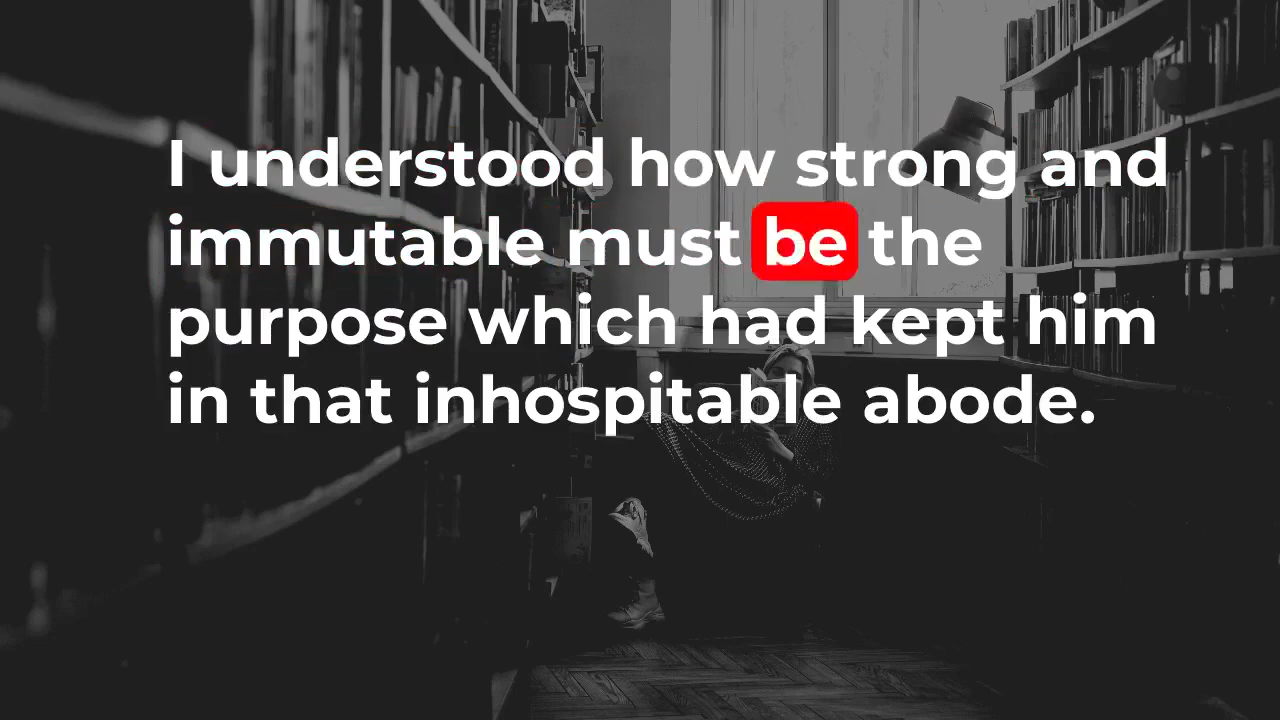 I understood how strong and
immutable must be the
purpose which had kept him
in that inhospitable abode.